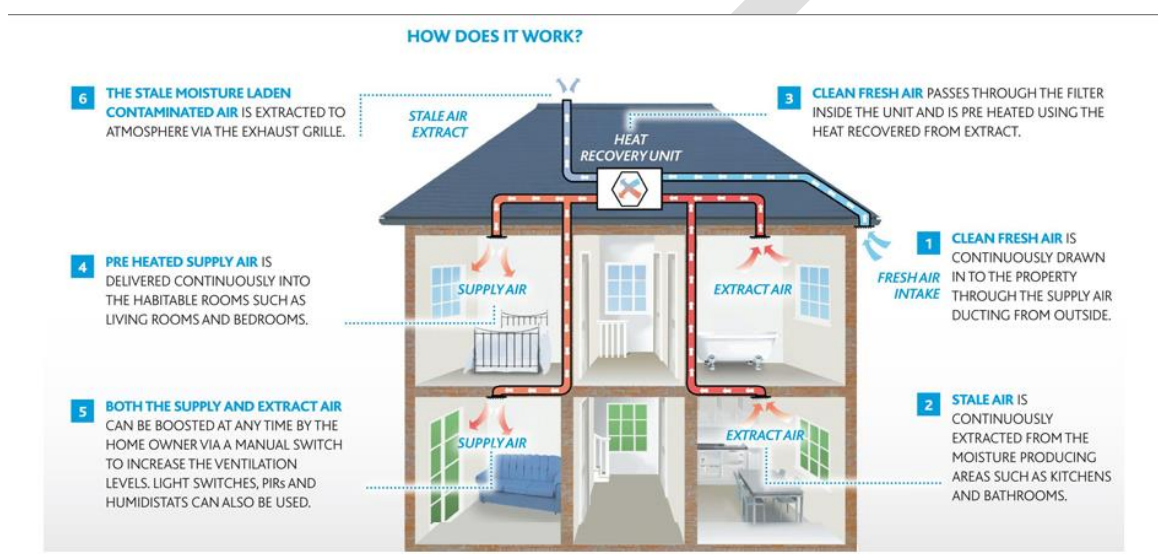 HOW DOES IT WORK?
6
THE STALE MOISTURE LADEN
CONTAMINATED AIR IS EXTRACTED TO
ATMOSPHERE VIA THE EXHAUST GRILLE.
STALE AIR
EXTRACT
HEAT
RECOVERY UNIT
3
CLEAN FRESH AIR PASSES THROUGH THE FILTER
INSIDE THE UNIT AND IS PRE HEATED USING THE
HEAT RECOVERED FROM EXTRACT.
4
PRE HEATED SUPPLY AIR IS
DELIVERED CONTINUOUSLY INTO
THE HABITABLE ROOMS SUCH AS
LIVING ROOMS AND BEDROOMS.
SUPPLY AIR
EXTRACT AIR
FRESH AIR
INTAKE
1
CLEAN FRESH AIR IS
CONTINUOUSLY DRAWN
IN TO THE PROPERTY
THROUGH THE SUPPLY AIR
DUCTING FROM OUTSIDE.
5
BOTH THE SUPPLY AND EXTRACT AIR
CAN BE BOOSTED AT ANY TIME BY THE
HOME OWNER VIA A MANUAL SWITCH
TO INCREASE THE VENTILATION
LEVELS. LIGHT SWITCHES, PIRs AND
HUMIDISTATS CAN ALSO BE USED.
SUPPLY AIR
EXTRACT AIR
2
STALE AIR IS
CONTINUOUSLY
EXTRACTED FROM THE
MOISTURE PRODUCING
AREAS SUCH AS KITCHENS
AND BATHROOMS.